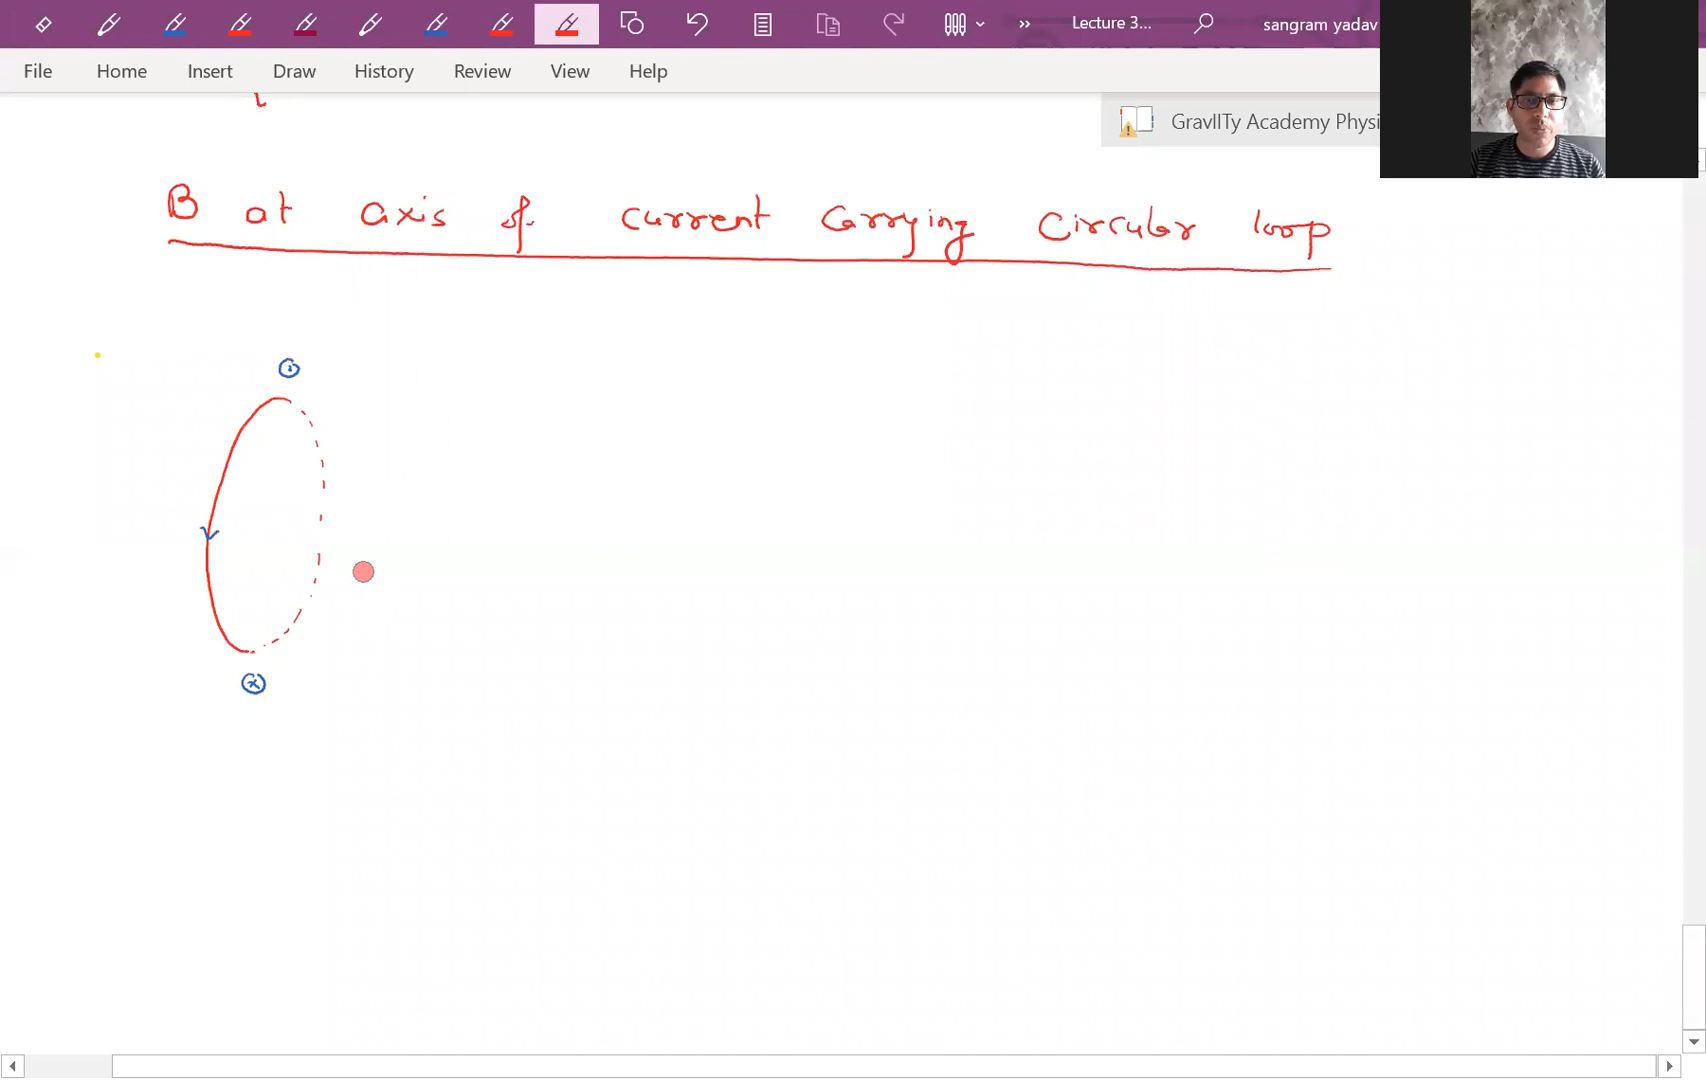 Lecture 3...
sangram yadav
File Home Insert Draw History Review View Help
GravIITy Academy Physi
B at axis of current carrying circular loop